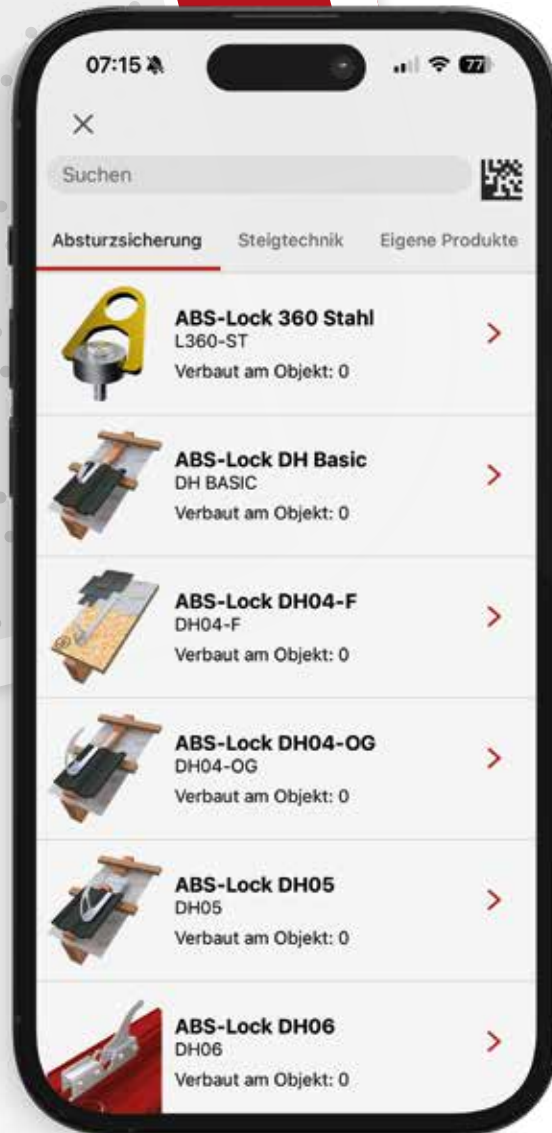 07:15
77
Suchen
Absturzsicherung Steigtechnik Eigene Produkte
ABS-Lock 360 Stahl
L360-ST
Verbaut am Objekt: 0
ABS-Lock DH Basic
DH BASIC
Verbaut am Objekt: 0
ABS-Lock DH04-F
DH04-F
Verbaut am Objekt: 0
ABS-Lock DH04-OG
DH04-OG
Verbaut am Objekt: 0
ABS-Lock DH05
DH05
Verbaut am Objekt: 0
ABS-Lock DH06
DH06
Verbaut am Objekt: 0